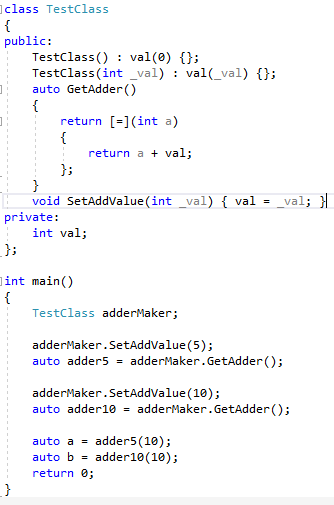 class TestClass
{
public:
    TestClass() : val(0) {};
    TestClass(int _val) : val(_val) {};
    auto GetAdder()
    {
        return [=](int a)
        {
            return a + val;
        };
    }
    void SetAddValue(int _val) { val = _val; }
private:
    int val;
};

int main()
{
    TestClass adderMaker;

    adderMaker.SetAddValue(5);
    auto adder5 = adderMaker.GetAdder();

    adderMaker.SetAddValue(10);
    auto adder10 = adderMaker.GetAdder();

    auto a = adder5(10);
    auto b = adder10(10);
    return 0;
}